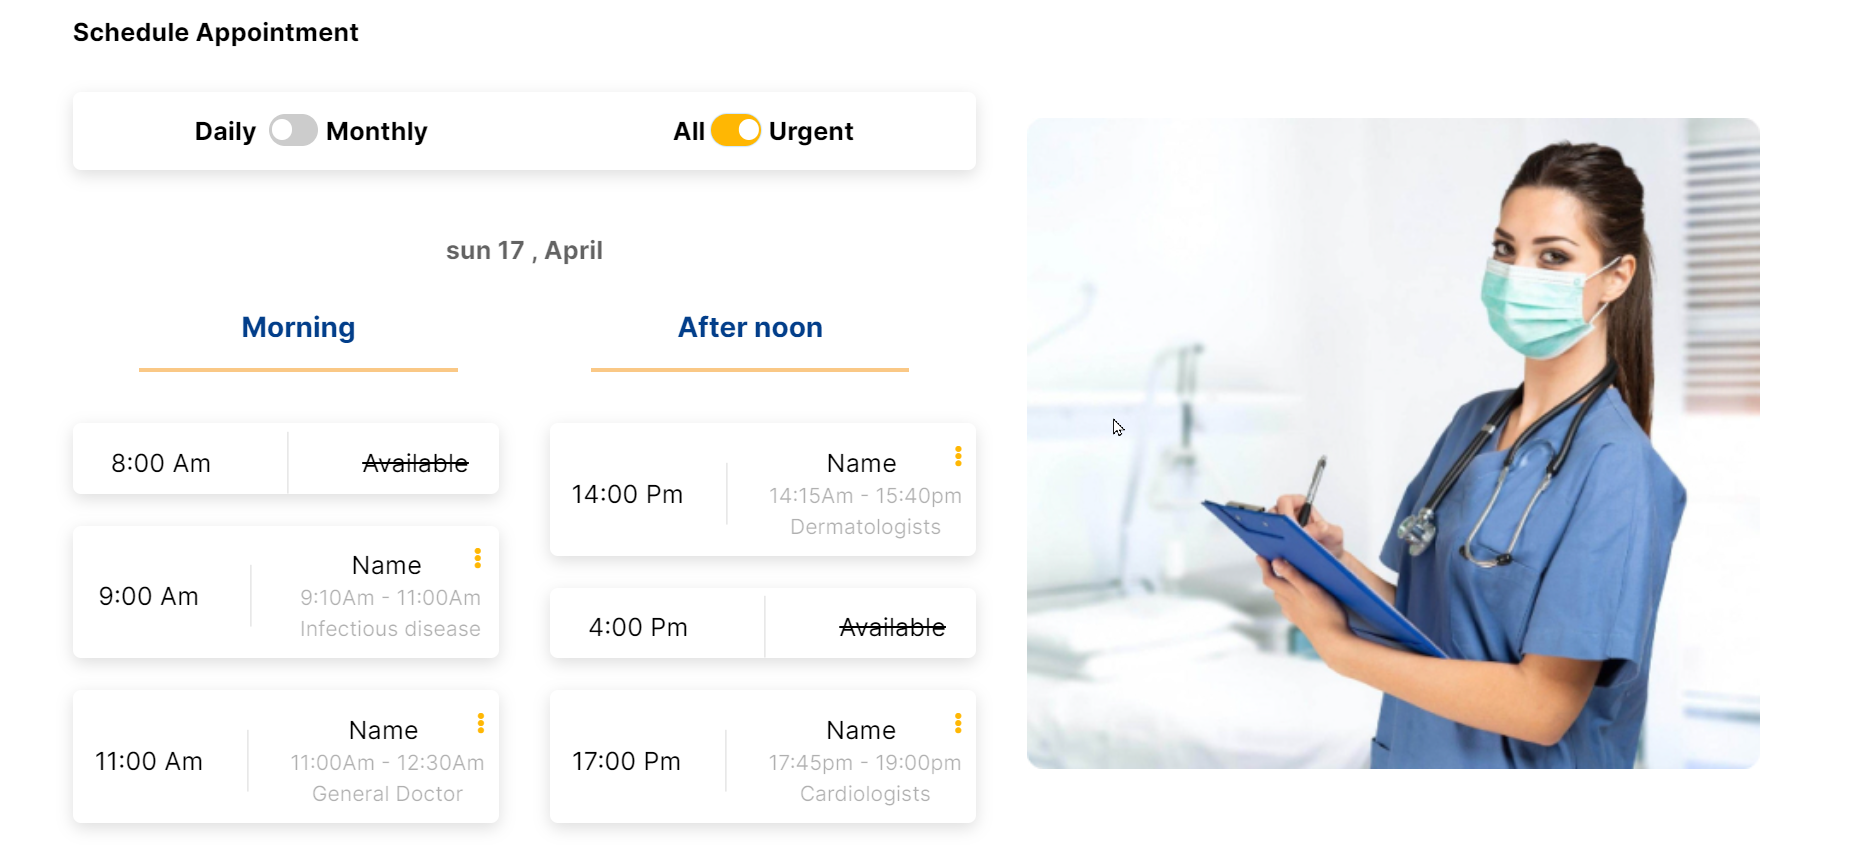 Schedule Appointment
Daily Monthly All Urgent
sun 17 , April
Morning
8:00 Am Available
9:00 Am
Name
9:10Am - 11:00Am
Infectious disease
11:00 Am
Name
11:00Am - 12:30Am
General Doctor
After noon
14:00 Pm
Name
14:15Am - 15:40pm
Dermatologists
4:00 Pm Available
17:00 Pm
Name
17:45pm - 19:00pm
Cardiologists